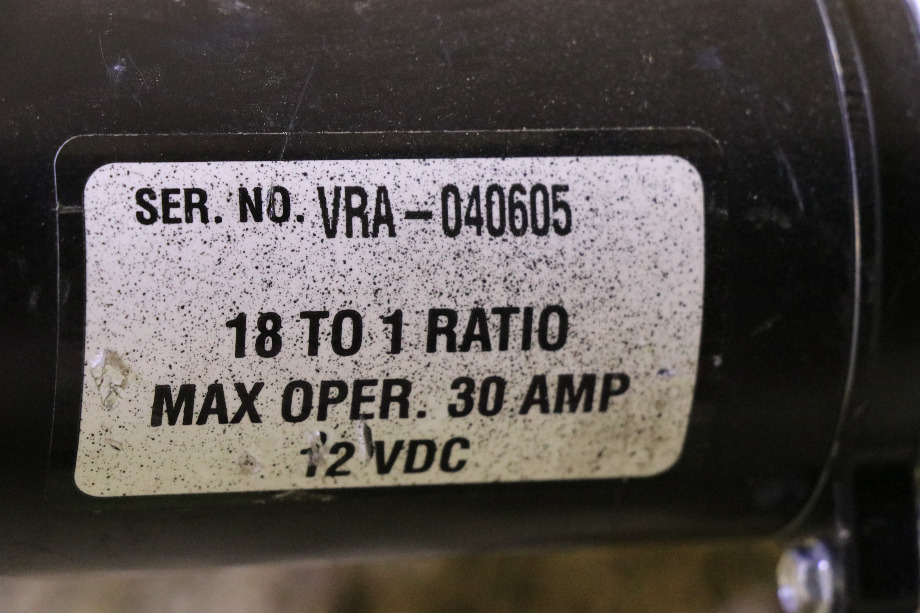 SER. NO. VRA-040605
18 TO 1 RATIO
MAX OPER. 30 AMP
12 VDC